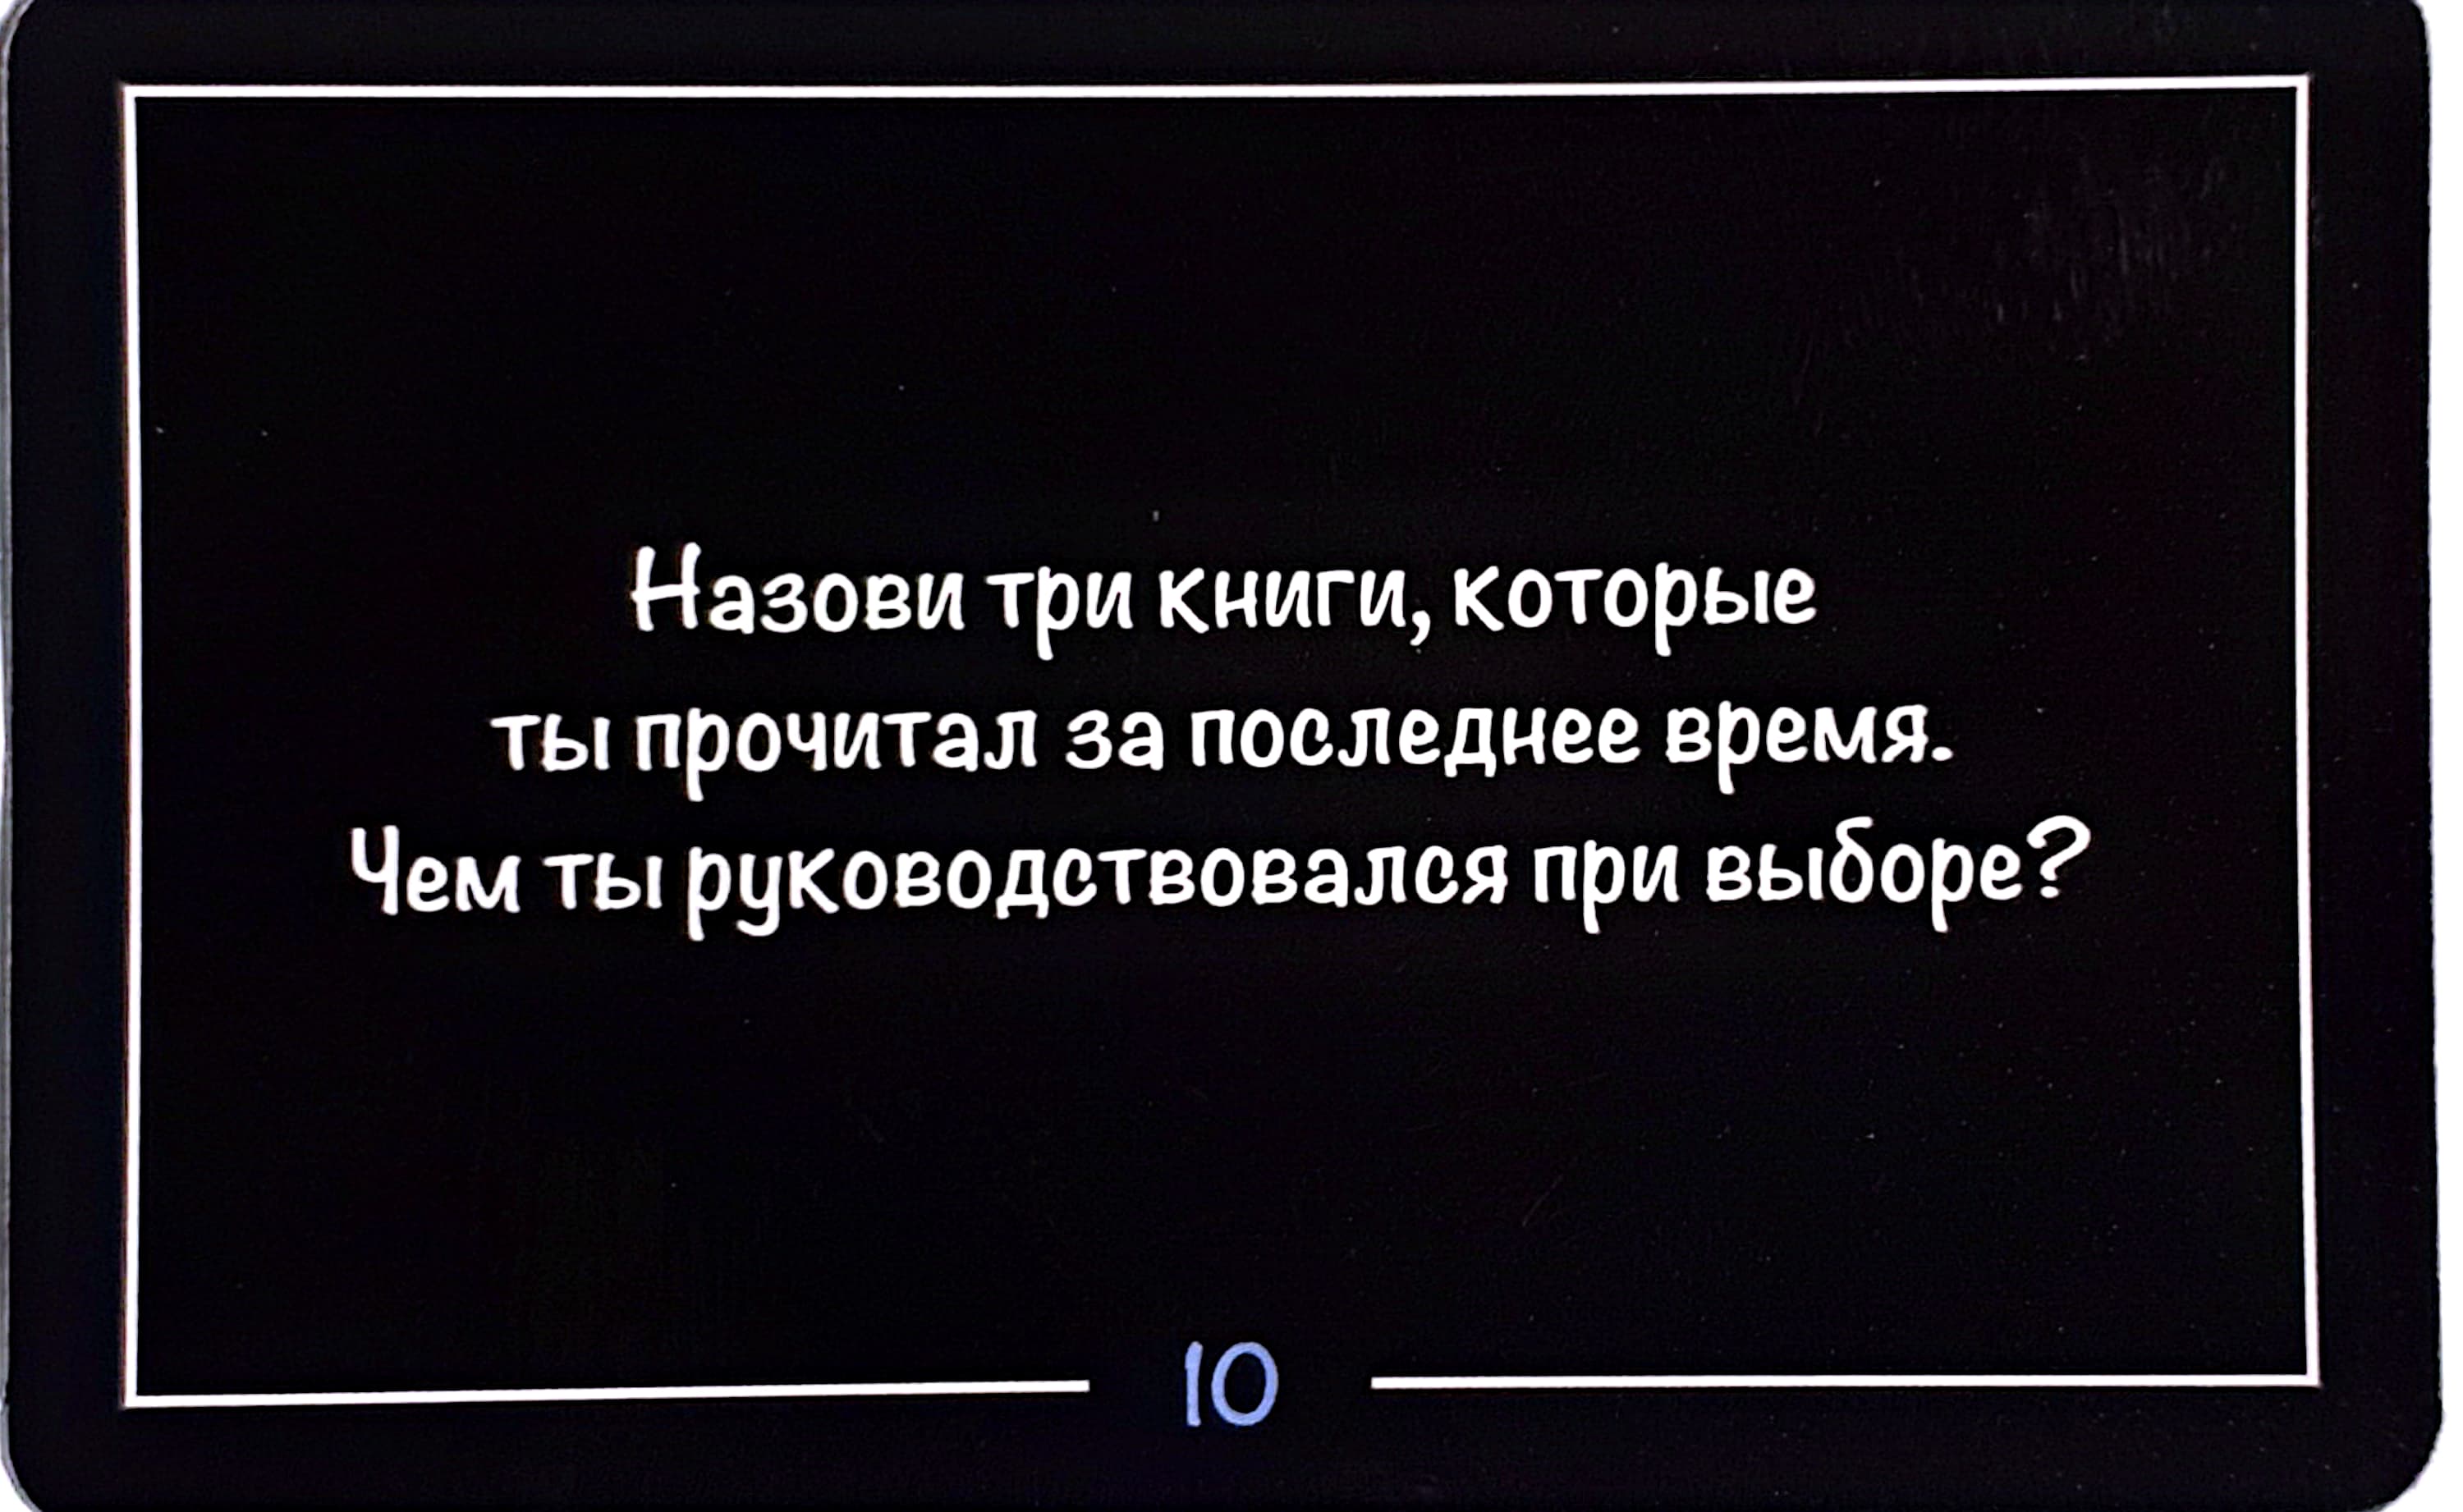 Назови три книги, которые
ты прочитал за последнее время.
Чем ты руководствовался при выборе?
10